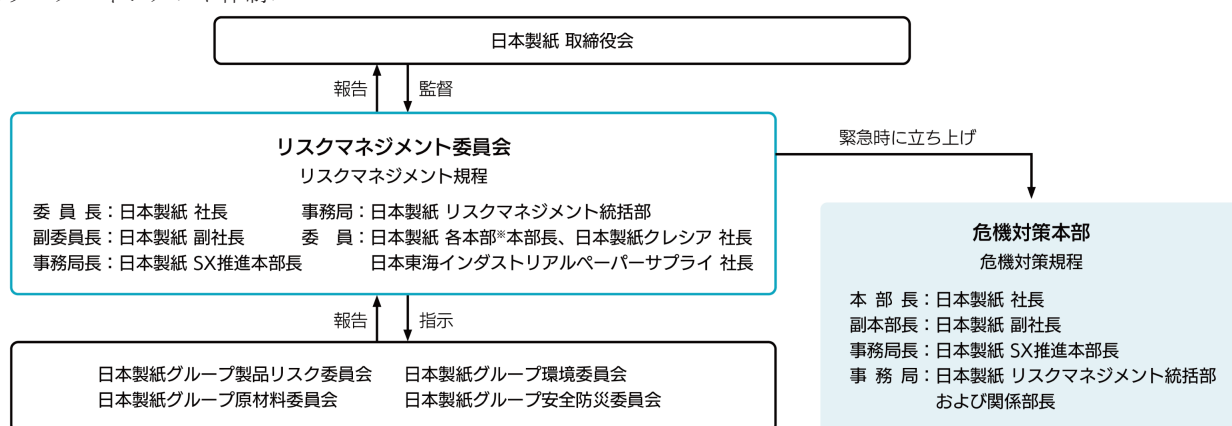 日本製紙 取締役会
報告
監督
リスクマネジメント委員会
リスクマネジメント規程
委 員 長：日本製紙 社長
副委員長：日本製紙 副社長
事務局長：日本製紙 SX推進本部長
事務局：日本製紙 リスクマネジメント統括部
委 員：日本製紙 各本部※本部長、日本製紙クレシア 社長
日本東海インダストリアルペーパーサプライ 社長
緊急時に立ち上げ
危機対策本部
危機対策規程
本 部 長：日本製紙 社長
副本部長：日本製紙 副社長
事務局長：日本製紙 SX推進本部長
事 務 局：日本製紙 リスクマネジメント統括部
および関係部長
報告
指示
日本製紙グループ製品リスク委員会
日本製紙グループ環境委員会
日本製紙グループ原材料委員会
日本製紙グループ安全防災委員会